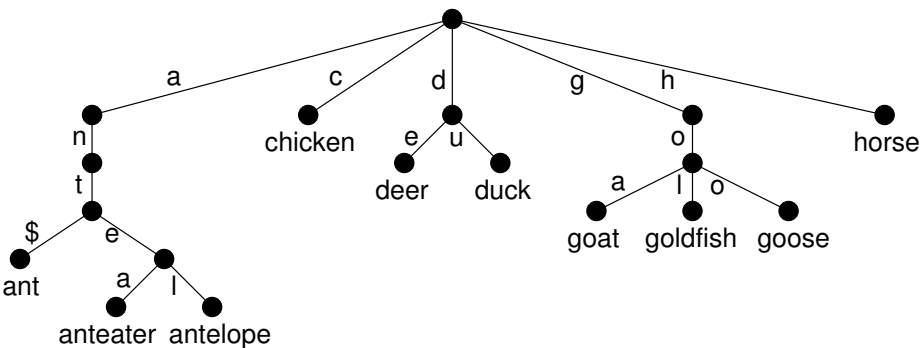 a c d g h
n e u o
chicken horse
t a l o
deer duck
$ e
goat goldfish goose
a l
ant
anteater antelope